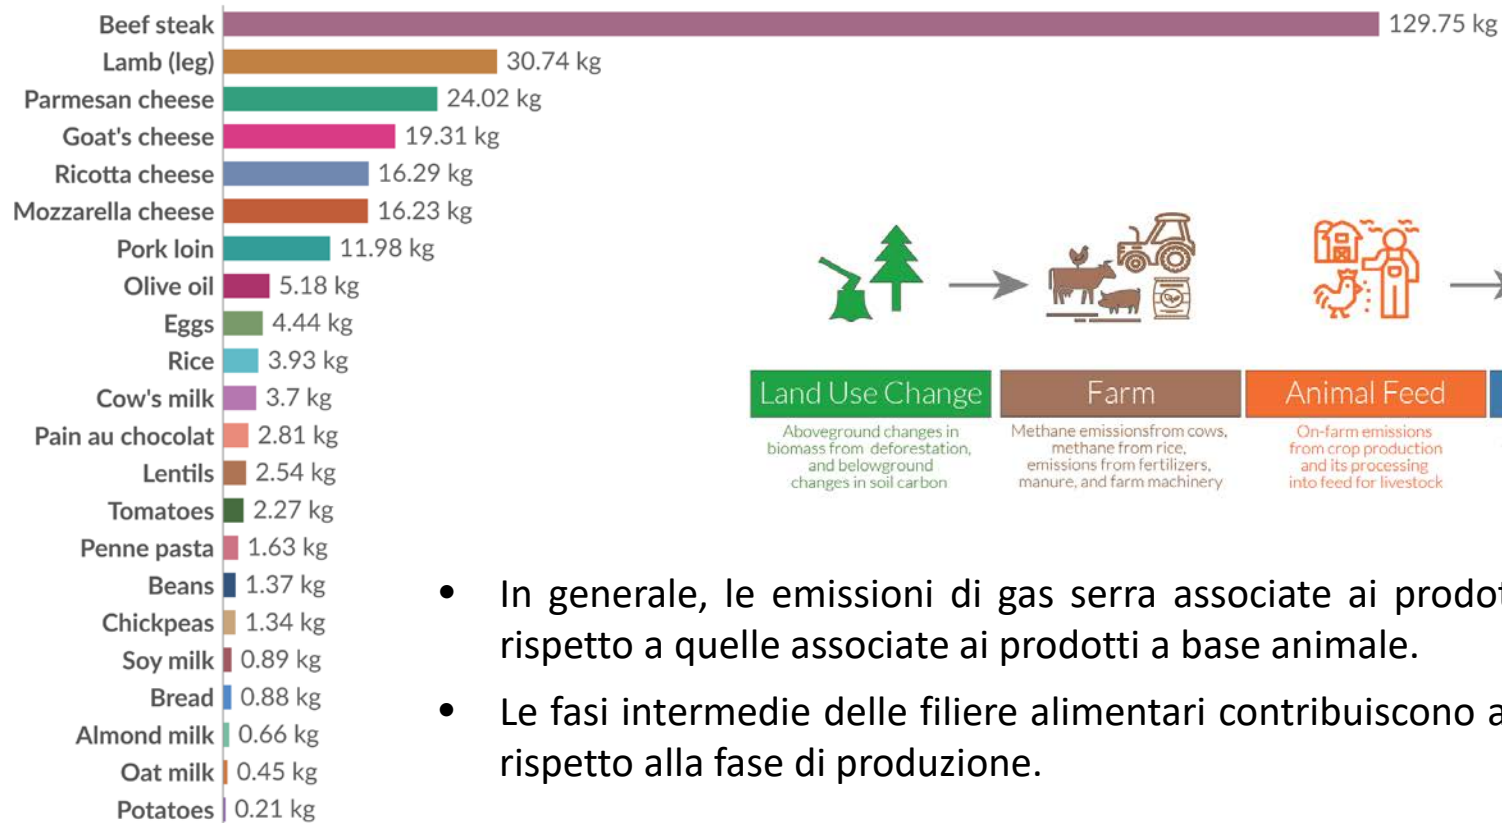 Beef steak 129.75 kg
Lamb (leg) 30.74 kg
Parmesan cheese 24.02 kg
Goat's cheese 19.31 kg
Ricotta cheese 16.29 kg
Mozzarella cheese 16.23 kg
Pork loin 11.98 kg
Olive oil 5.18 kg
Eggs 4.44 kg
Rice 3.93 kg
Cow's milk 3.7 kg
Pain au chocolat 2.81 kg
Lentils 2.54 kg
Tomatoes 2.27 kg
Penne pasta 1.63 kg
Beans 1.37 kg
Chickpeas 1.34 kg
Soy milk 0.89 kg
Bread 0.88 kg
Almond milk 0.66 kg
Oat milk 0.45 kg
Potatoes 0.21 kg
Land Use Change
Aboveground changes in
biomass from deforestation,
and belowground
changes in soil carbon
Farm
Methane emissionsfrom cows,
methane from rice,
emissions from fertilizers,
manure, and farm machinery
Animal Feed
On-farm emissions
from crop production
and its processing
into feed for livestock
• In generale, le emissioni di gas serra associate ai
rispetto a quelle associate ai prodotti a base animale.
• Le fasi intermedie delle filiere alimentari contribuiscono
rispetto alla fase di produzione.